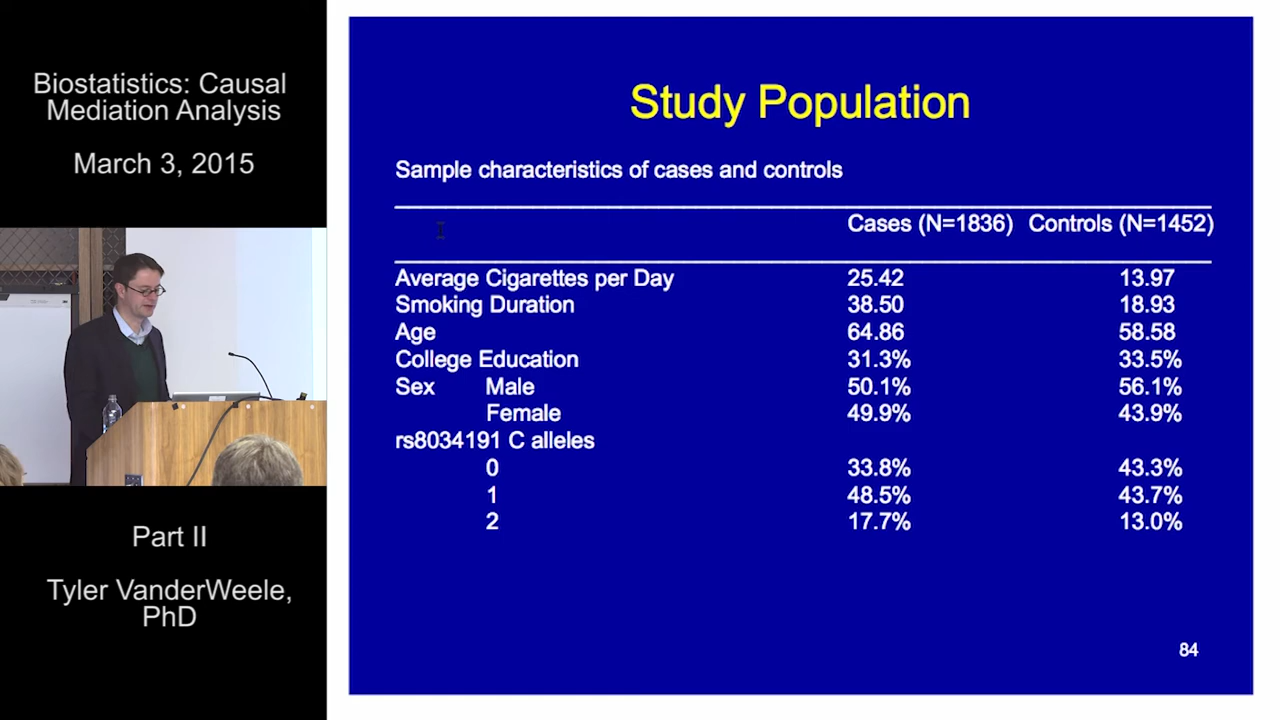 Biostatistics: Causal
Mediation Analysis
March 3, 2015
Part II
Tyler VanderWeele,
PhD
Study Population
Sample characteristics of cases and controls
Cases (N=1836) Controls (N=1452)
Average Cigarettes per Day 25.42 13.97
Smoking Duration 38.50 18.93
Age 64.86 58.58
College Education 31.3% 33.5%
Sex Male 50.1% 56.1%
Female 49.9% 43.9%
rs8034191 C alleles
0 33.8% 43.3%
1 48.5% 43.7%
2 17.7% 13.0%
84